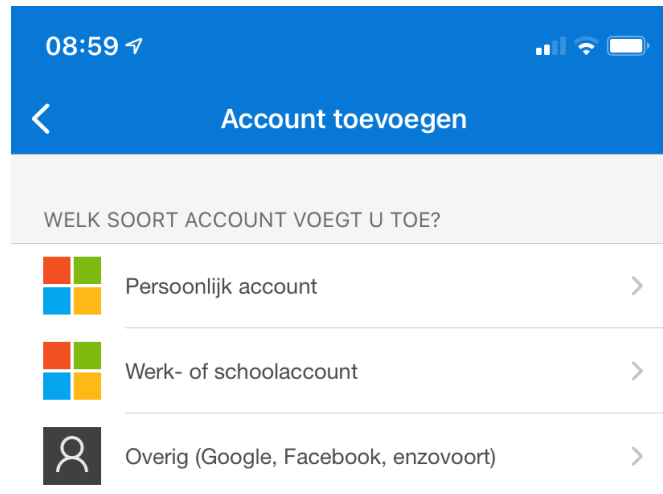 08:59
Account toevoegen
WELK SOORT ACCOUNT VOEGT U TOE?
Persoonlijk account
Werk- of schoolaccount
Overig (Google, Facebook, enzovoort)